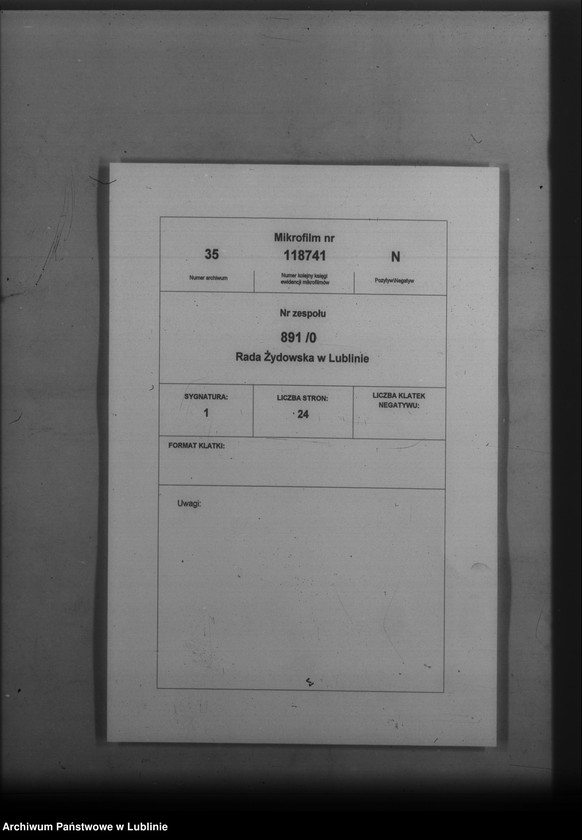 Mikrofilm nr
35 118741 N
Numer archiwum Numer kolejny księgi ewidencji mikrofilmów Pozytyw\Negatyw
Nr zespołu
891 /0
Rada Żydowska w Lublinie
SYGNATURA: LICZBA STRON: LICZBA KLATEK
NEGATYWU:
1 24
FORMAT KLATKI:
Uwagi:
Archiwum Państwowe w Lublinie